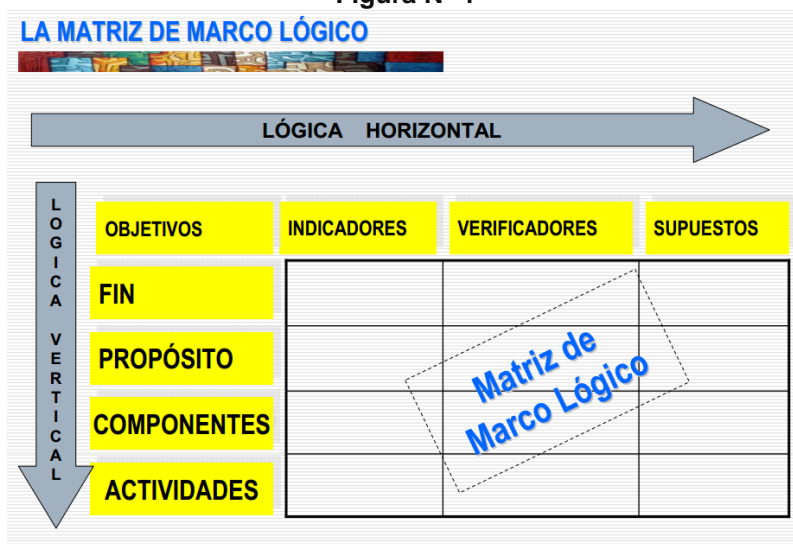 LA MATRIZ DE MARCO LÓGICO
LÓGICA HORIZONTAL
LOGICA VERTICAL
OBJETIVOS INDICADORES VERIFICADORES SUPUESTOS
FIN
PROPÓSITO
COMPONENTES
ACTIVIDADES
Matriz de
Marco Lógico